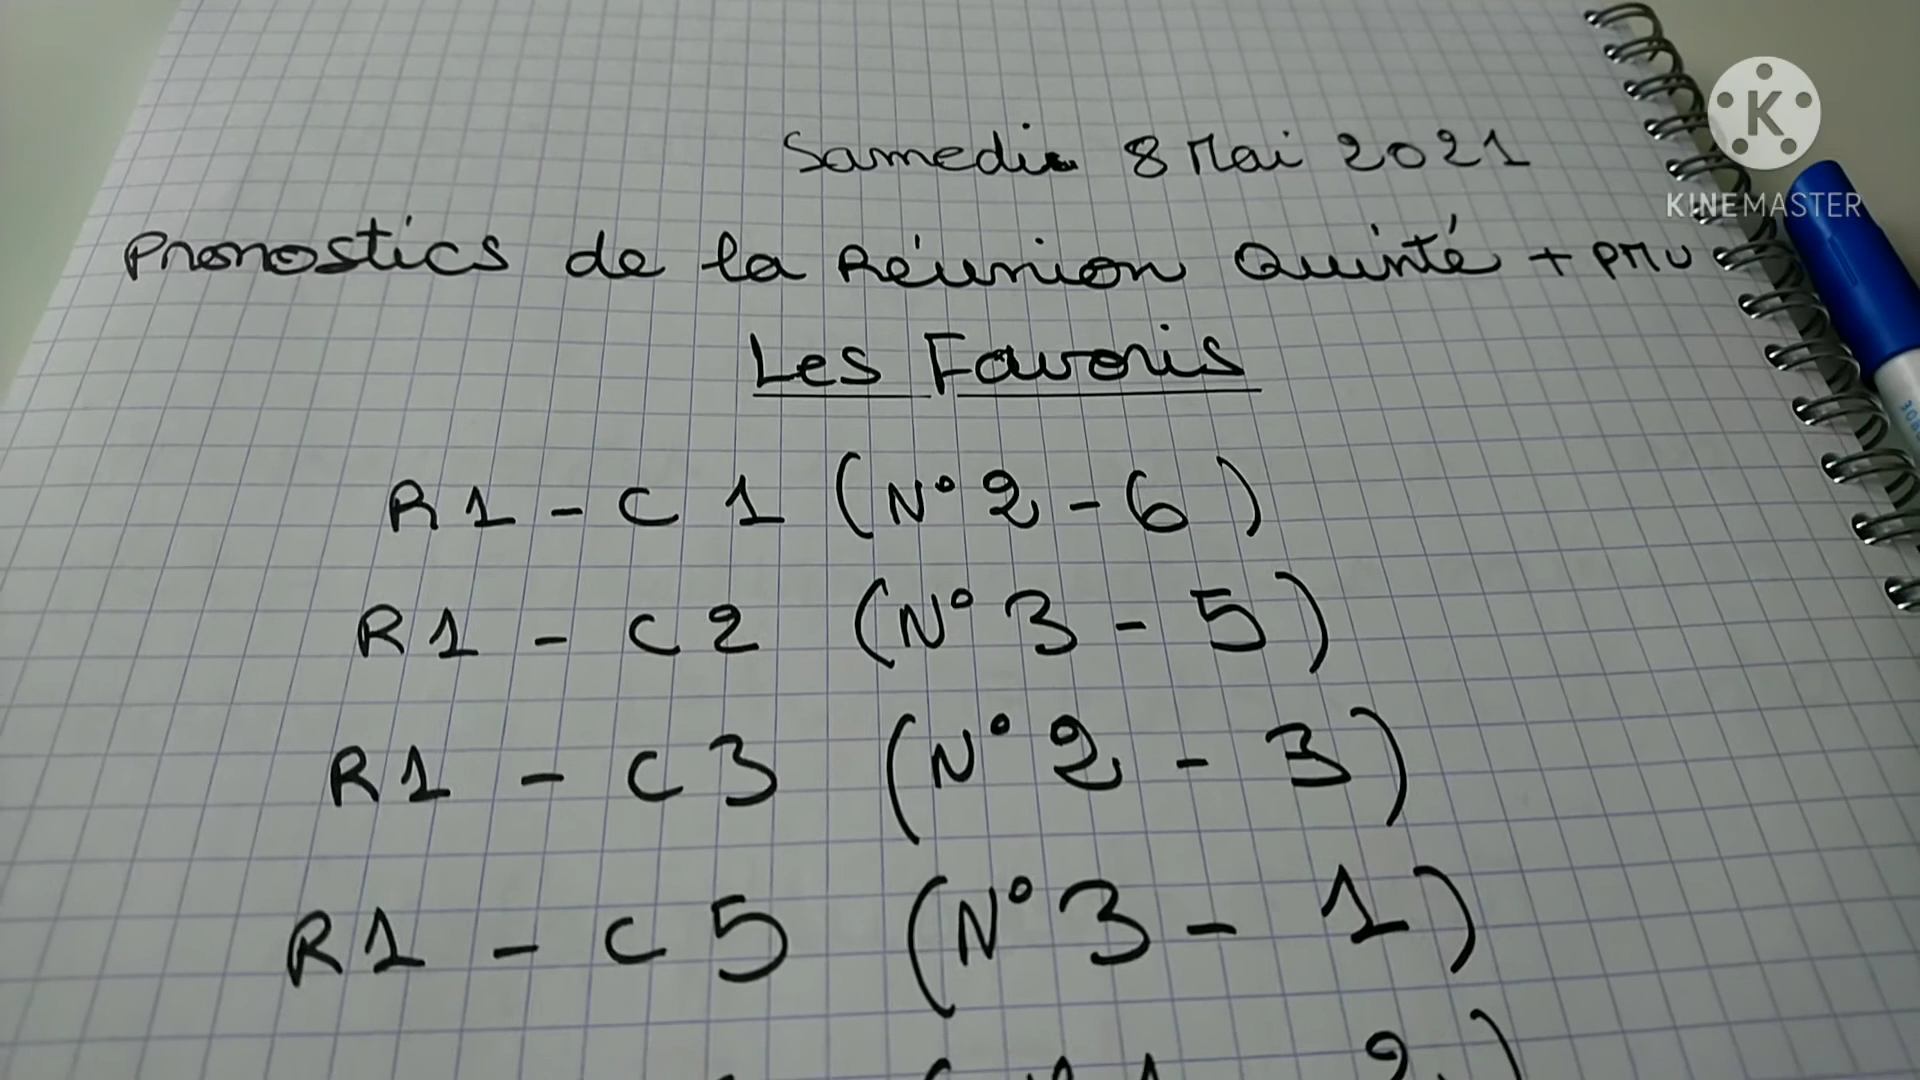 Samedi 8 Mai 2021
Pronostics de la Réunion Quinté + PMU
Les Favoris
R1 - C 1 (N° 2 - 6)
R1 - C2 (N° 3 - 5)
R1 - C3 (N° 2 - 3)
R1 - C5 (N° 3 - 1)
K
KINEMASTER